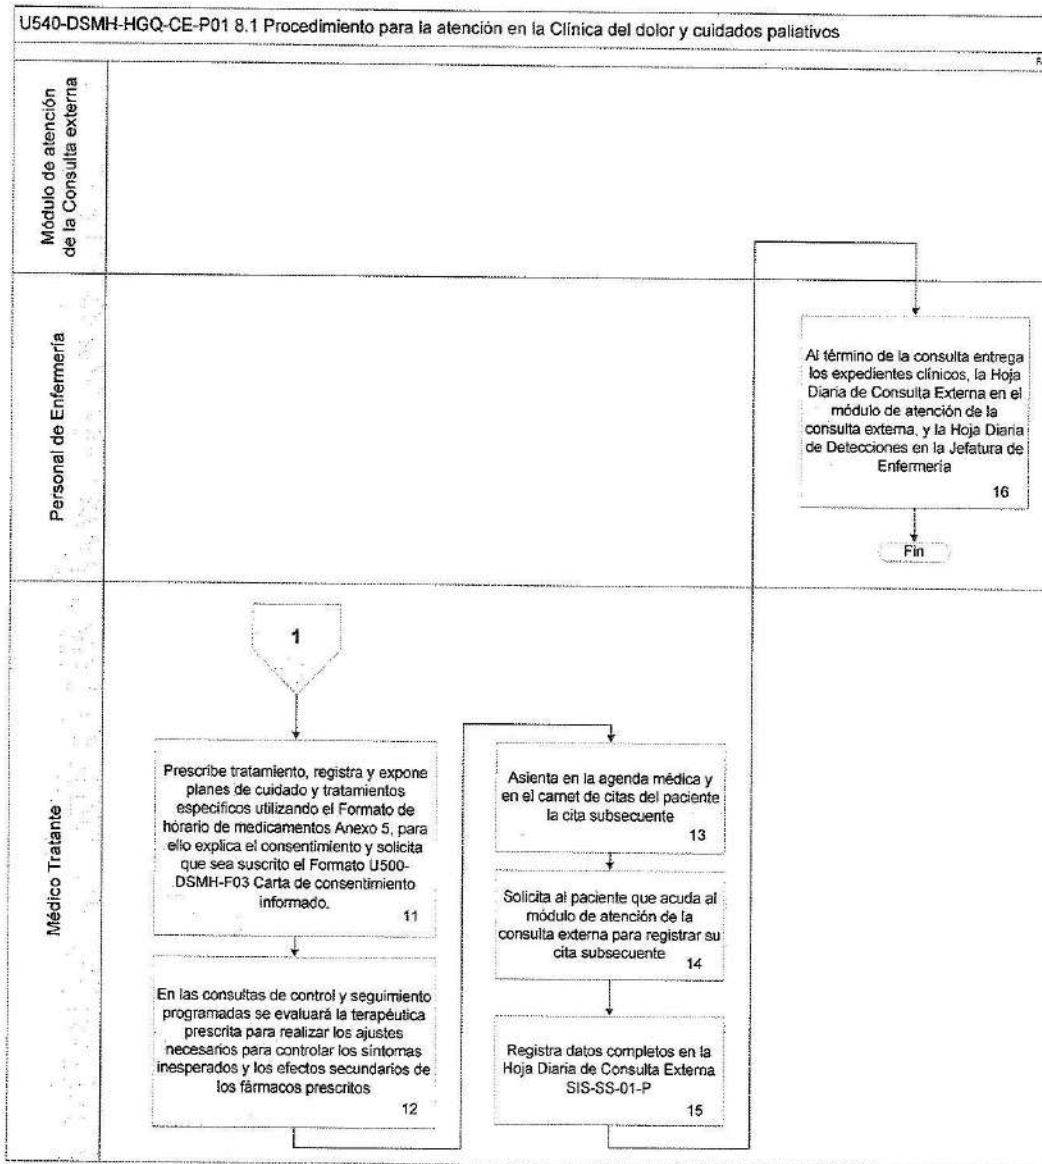 U540-DSMH-HGQ-CE-P01 8.1 Procedimiento para la atención en la Clínica del dolor y cuidados paliativos
Módulo de atención
de la Consulta externa
Personal de Enfermería
Al término de la consulta entrega
los expedientes clínicos, la Hoja
Diaria de Consulta Externa en el
módulo de atención de la
consulta externa, y la Hoja Diaria
de Detecciones en la Jefatura de
Enfermería
16
Fin
Médico Tratante
1
Prescribe tratamiento, registra y expone
planes de cuidado y tratamientos
específicos utilizando el Formato de
horario de medicamentos Anexo 5, para
ello explica el consentimiento y solicita
que sea suscrito el Formato U500-
DSMH-F03 Carta de consentimiento
informado.
11
En las consultas de control y seguimiento
programadas se evaluará la terapéutica
prescrita para realizar los ajustes
necesarios para controlar los síntomas
inesperados y los efectos secundarios de
los fármacos prescritos
12
Asienta en la agenda médica y
en el carnet de citas del paciente
la cita subsecuente
13
Solicita al paciente que acuda al
módulo de atención de la
consulta externa para registrar su
cita subsecuente
14
Registra datos completos en la
Hoja Diaria de Consulta Externa
SIS-SS-01-P
15